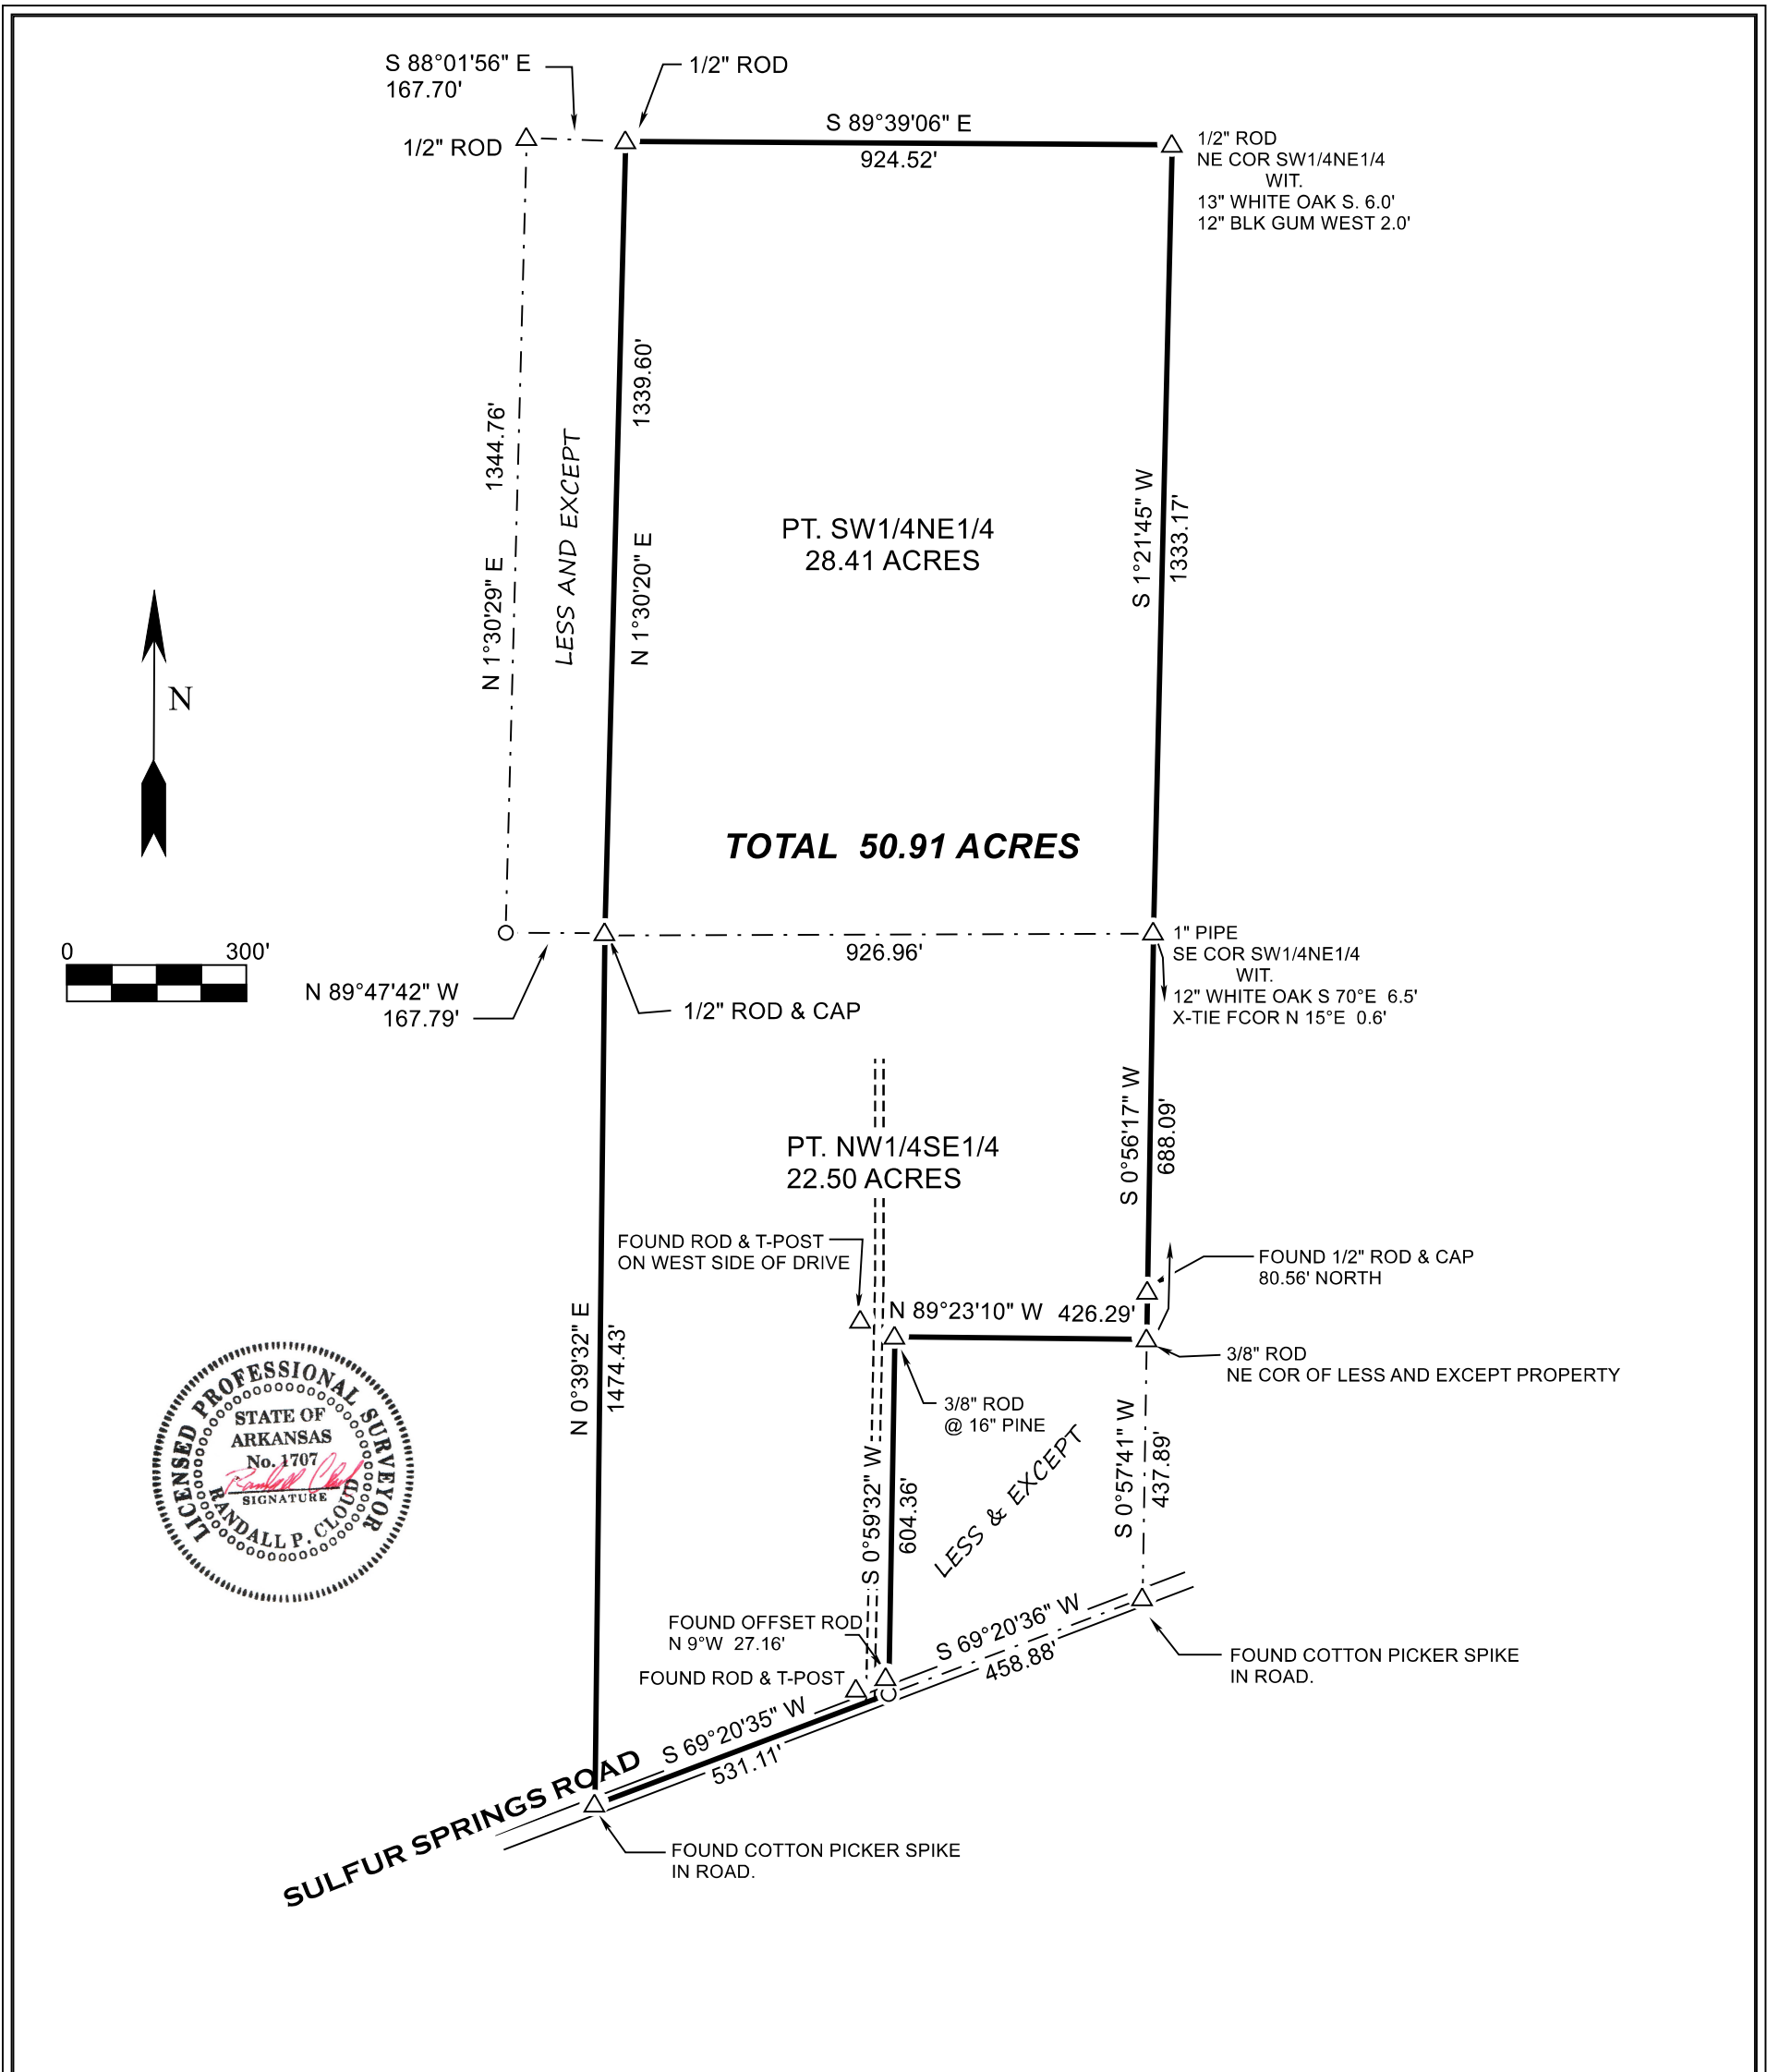 S 88°01'56" E
167.70'
1/2" ROD
1/2" ROD
S 89°39'06" E
924.52'
1/2" ROD
NE COR SW1/4NE1/4
WIT.
13" WHITE OAK S. 6.0'
12" BLK GUM WEST 2.0'
N 1°30'29" E 1344.76'
LESS AND EXCEPT
N 1°30'20" E 1339.60'
PT. SW1/4NE1/4
28.41 ACRES
S 1°21'45" W
1333.17'
N
TOTAL 50.91 ACRES
0 300'
N 89°47'42" W
167.79'
926.96'
1/2" ROD & CAP
1" PIPE
SE COR SW1/4NE1/4
WIT.
12" WHITE OAK S 70°E 6.5'
X-TIE FCOR N 15°E 0.6'
PT. NW1/4SE1/4
22.50 ACRES
S 0°56'17" W
688.09'
FOUND ROD & T-POST
ON WEST SIDE OF DRIVE
FOUND 1/2" ROD & CAP
80.56' NORTH
N 89°23'10" W 426.29'
3/8" ROD
NE COR OF LESS AND EXCEPT PROPERTY
N 0°39'32" E
1474.43'
3/8" ROD
@ 16" PINE
S 0°59'32" W
604.36'
LESS & EXCEPT
S 0°57'41" W
437.89'
LICENSED PROFESSIONAL SURVEYOR
STATE OF
ARKANSAS
No. 1707
Randall Cloud
SIGNATURE
RANDALL P. CLOUD
FOUND OFFSET ROD
N 9°W 27.16'
FOUND ROD & T-POST
S 69°20'36" W
458.88'
FOUND COTTON PICKER SPIKE
IN ROAD.
S 69°20'35" W
531.11'
SULFUR SPRINGS ROAD
FOUND COTTON PICKER SPIKE
IN ROAD.